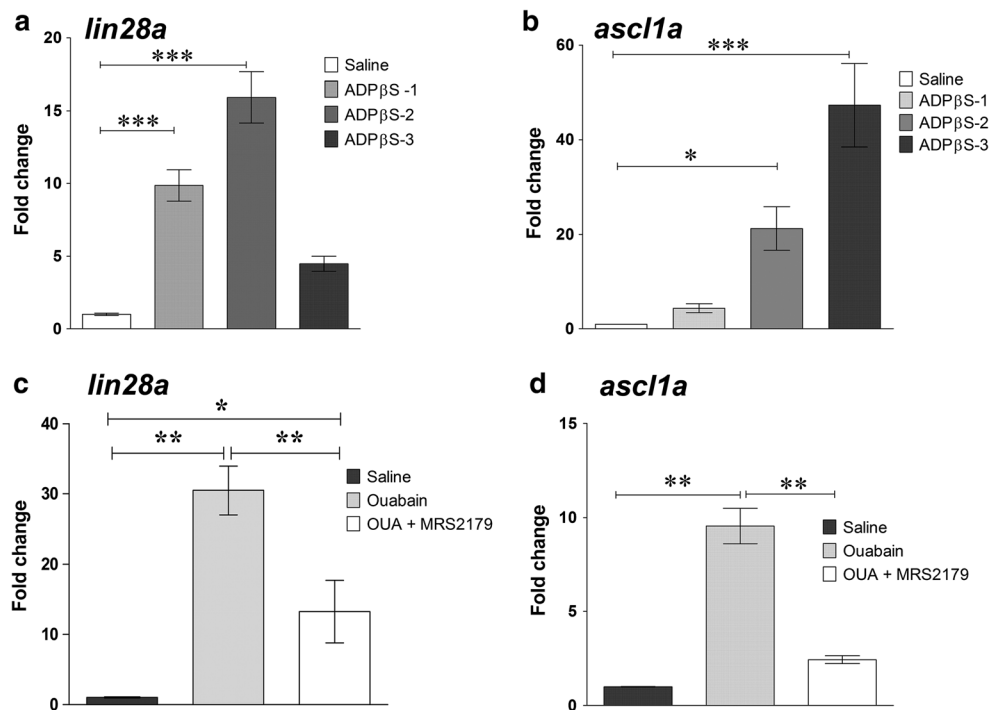 a
lin28a
20
15
10
5
0
Fold change
***
***
Saline
ADPβS -1
ADPβS-2
ADPβS-3
b
ascl1a
60
40
20
0
Fold change
***
*
Saline
ADPβS-1
ADPβS-2
ADPβS-3
c
lin28a
40
30
20
10
0
Fold change
*
**
**
Saline
Ouabain
OUA + MRS2179
d
ascl1a
15
10
5
0
Fold change
**
**
Saline
Ouabain
OUA + MRS2179